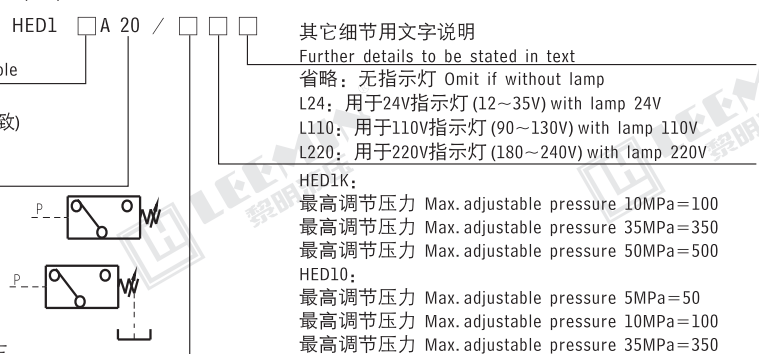 HED1 □ A 20 / □ □ □
其它细节用文字说明
Further details to be stated in text
省略：无指示灯 Omit if without lamp
L24：用于24V指示灯(12～35V)with lamp 24V
L110：用于110V指示灯(90～130V)with lamp 110V
L220：用于220V指示灯(180～240V)with lamp 220V
HED1K：
最高调节压力 Max.adjustable pressure 10MPa＝100
最高调节压力 Max.adjustable pressure 35MPa＝350
最高调节压力 Max.adjustable pressure 50MPa＝500
HED10：
最高调节压力 Max.adjustable pressure 5MPa＝50
最高调节压力 Max.adjustable pressure 10MPa＝100
最高调节压力 Max.adjustable pressure 35MPa＝350
ole
致)
P
P
LEEMIN
黎明液压